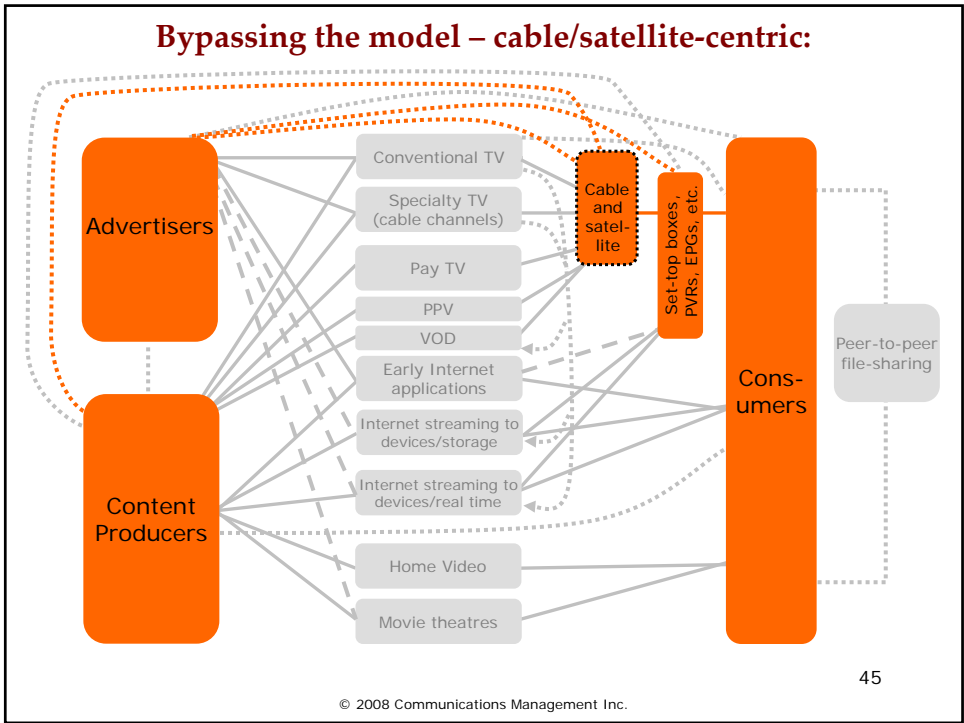 Bypassing the model – cable/satellite-centric:
Advertisers
Content
Producers
Conventional TV
Specialty TV
(cable channels)
Pay TV
PPV
VOD
Early Internet
applications
Internet streaming to
devices/storage
Internet streaming to
devices/real time
Home Video
Movie theatres
Cable
and
satel-
lite
Set-top boxes,
PVRs, EPGs, etc.
Cons-
umers
Peer-to-peer
file-sharing
45
© 2008 Communications Management Inc.